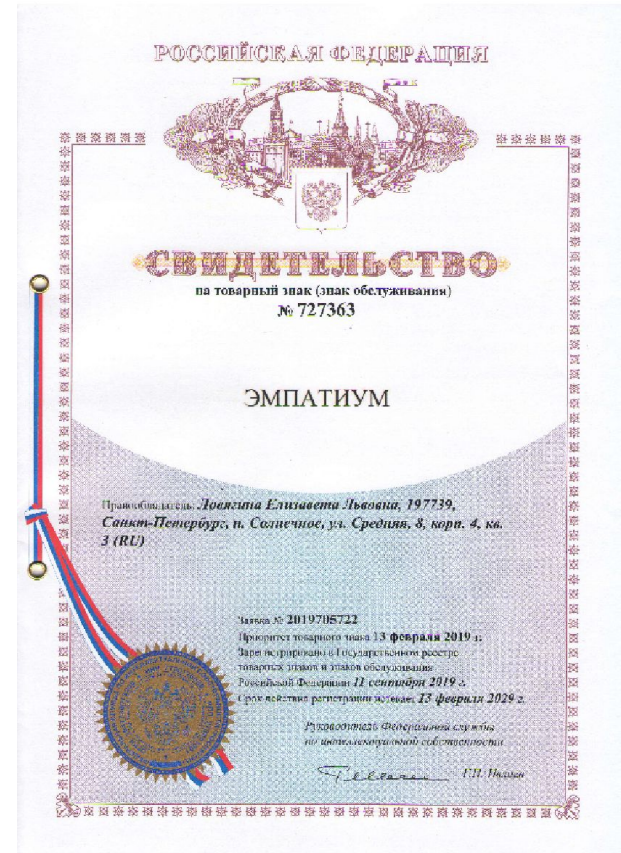 РОССИЙСКАЯ ФЕДЕРАЦИЯ
СВИДЕТЕЛЬСТВО
на товарный знак (знак обслуживания)
№ 727363
ЭМПАТИУМ
Правообладатель: Ловягина Елизавета Львовна, 197739,
Санкт-Петербург, п. Солнечное, ул. Средняя, 8, корп. 4, кв.
3 (RU)
Заявка № 2019705722
Приоритет товарного знака 13 февраля 2019 г.
Зарегистрировано в Государственном реестре
товарных знаков и знаков обслуживания
Российской Федерации 11 сентября 2019 г.
Срок действия регистрации истекает 13 февраля 2029 г.
Руководитель Федеральной службы
по интеллектуальной собственности
Г.П. Ивлиев